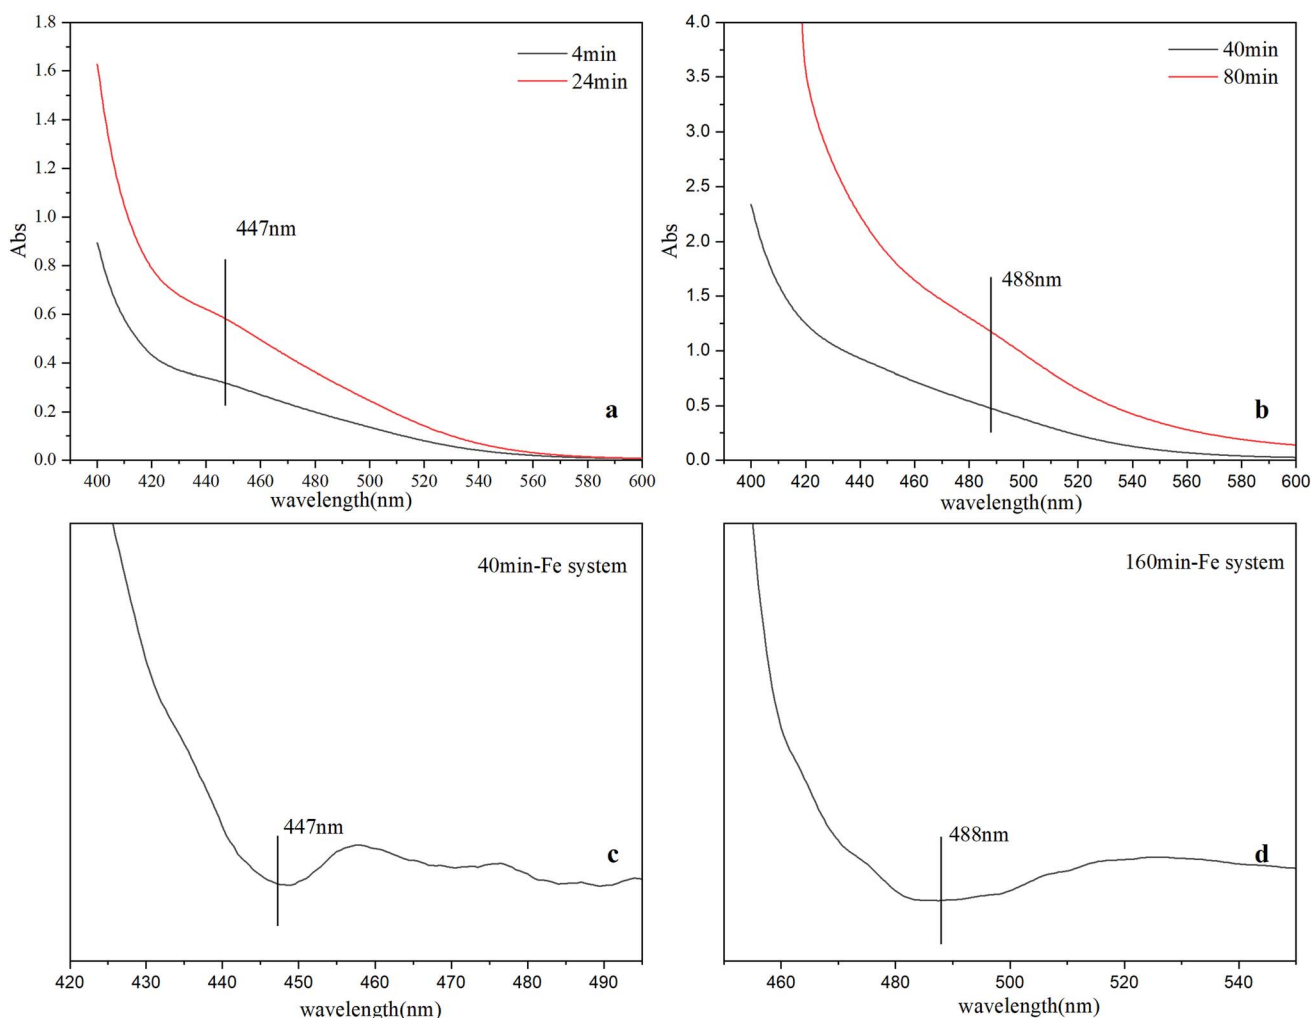 1.8
1.6
1.4
1.2
1.0
0.8
0.6
0.4
0.2
0.0
Abs
4min
24min
447nm
a
400 420 440 460 480 500 520 540 560 580 600
wavelength(nm)
4.0
3.5
3.0
2.5
2.0
1.5
1.0
0.5
0.0
Abs
40min
80min
488nm
b
400 420 440 460 480 500 520 540 560 580 600
wavelength(nm)
40min-Fe system
447nm
c
420 430 440 450 460 470 480 490
wavelength(nm)
160min-Fe system
488nm
d
460 480 500 520 540
wavelength(nm)